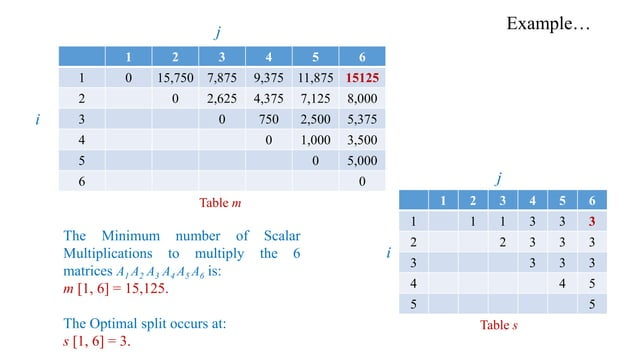 Example…
j
1 2 3 4 5 6
1 0 15,750 7,875 9,375 11,875 15125
2 0 2,625 4,375 7,125 8,000
i
3 0 750 2,500 5,375
4 0 1,000 3,500
5 0 5,000
6 0
Table m
The Minimum number of Scalar
Multiplications to multiply the 6
matrices A1 A2 A3 A4 A5 A6 is:
m [1, 6] = 15,125.
The Optimal split occurs at:
s [1, 6] = 3.
j
1 2 3 4 5 6
1 1 1 3 3 3
2 2 3 3 3
i
3 3 3 3
4 4 5
5 5
Table s